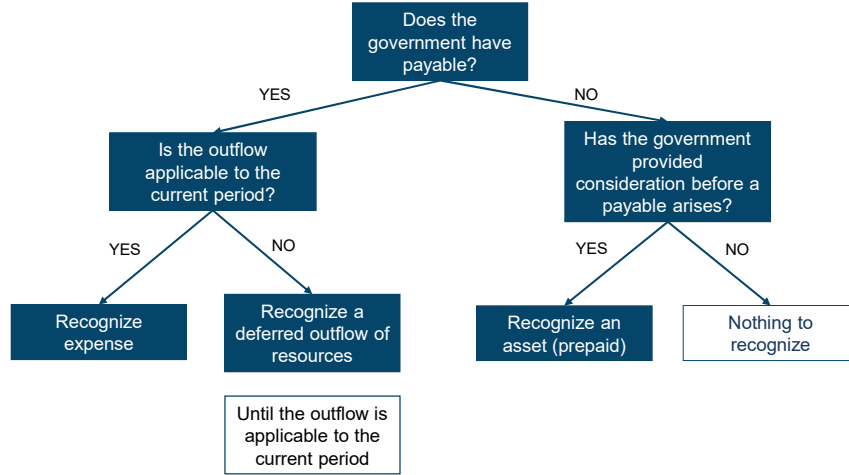 Does the
government have
payable?
YES
NO
Is the outflow
applicable to the
current period?
Has the government
provided
consideration before a
payable arises?
YES
NO
YES
NO
Recognize
expense
Recognize a
deferred outflow of
resources
Recognize an
asset (prepaid)
Nothing to
recognize
Until the outflow is
applicable to the
current period